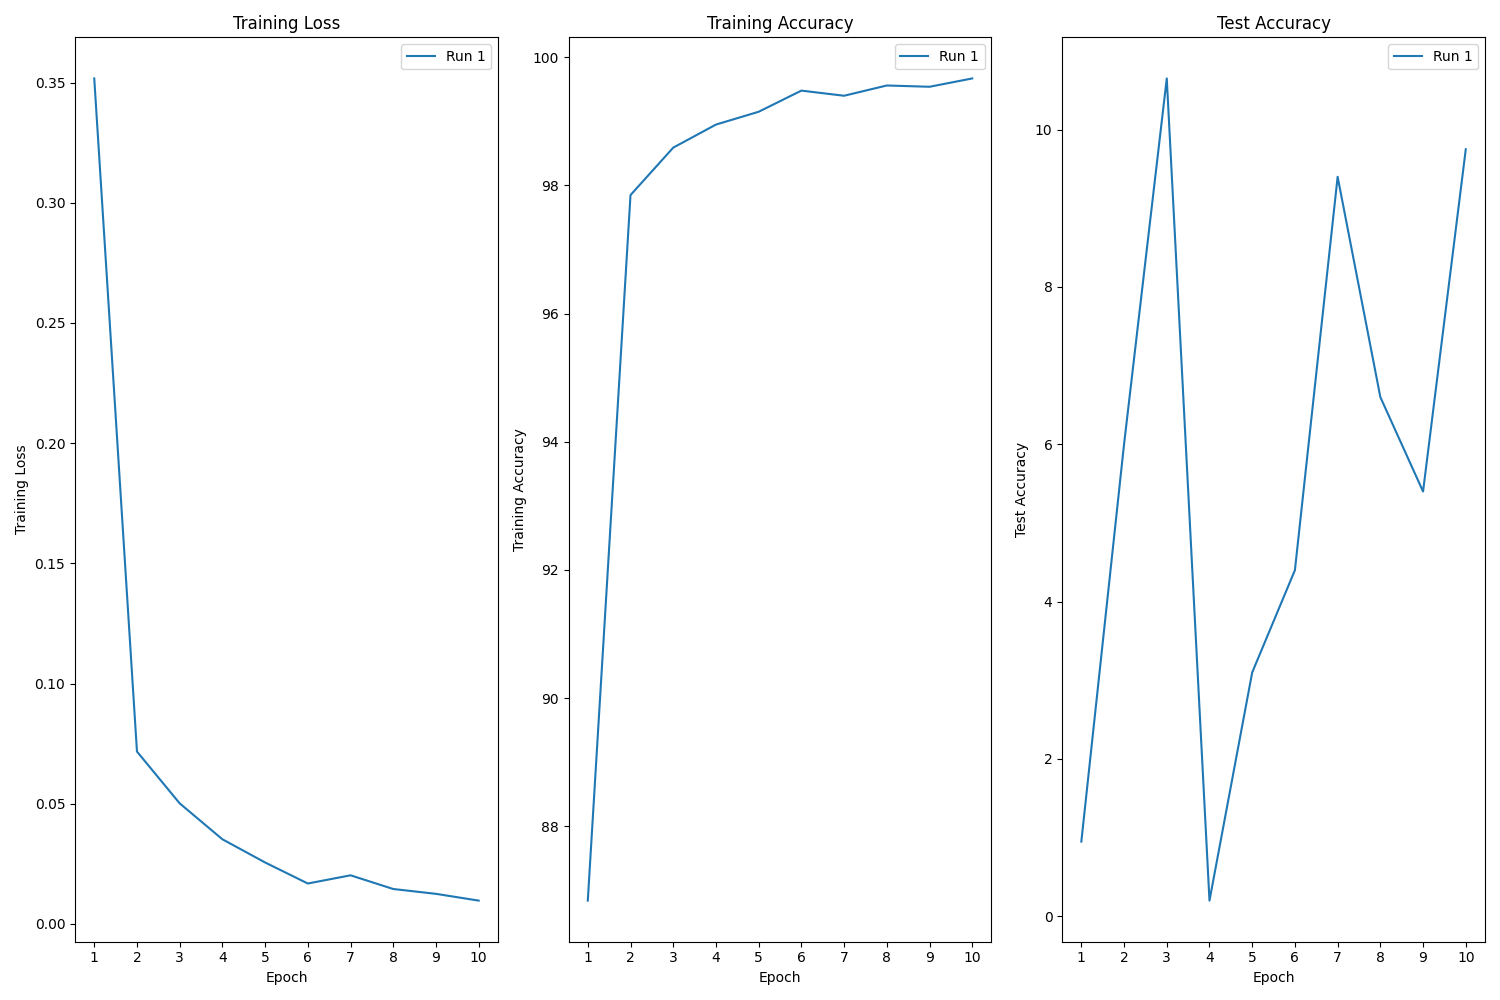 Training Loss
Training Loss
0.35
0.30
0.25
0.20
0.15
0.10
0.05
0.00
Run 1
1 2 3 4 5 6 7 8 9 10
Epoch
Training Accuracy
Training Accuracy
100
98
96
94
92
90
88
Run 1
1 2 3 4 5 6 7 8 9 10
Epoch
Test Accuracy
Test Accuracy
10
8
6
4
2
0
Run 1
1 2 3 4 5 6 7 8 9 10
Epoch